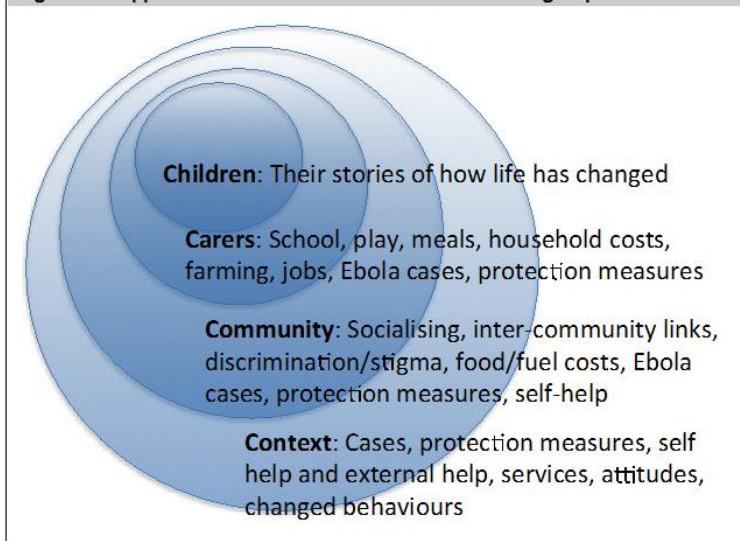 Children: Their stories of how life has changed
Carers: School, play, meals, household costs,
farming, jobs, Ebola cases, protection measures
Community: Socialising, inter-community links,
discrimination/stigma, food/fuel costs, Ebola
cases, protection measures, self-help
Context: Cases, protection measures, self
help and external help, services, attitudes,
changed behaviours